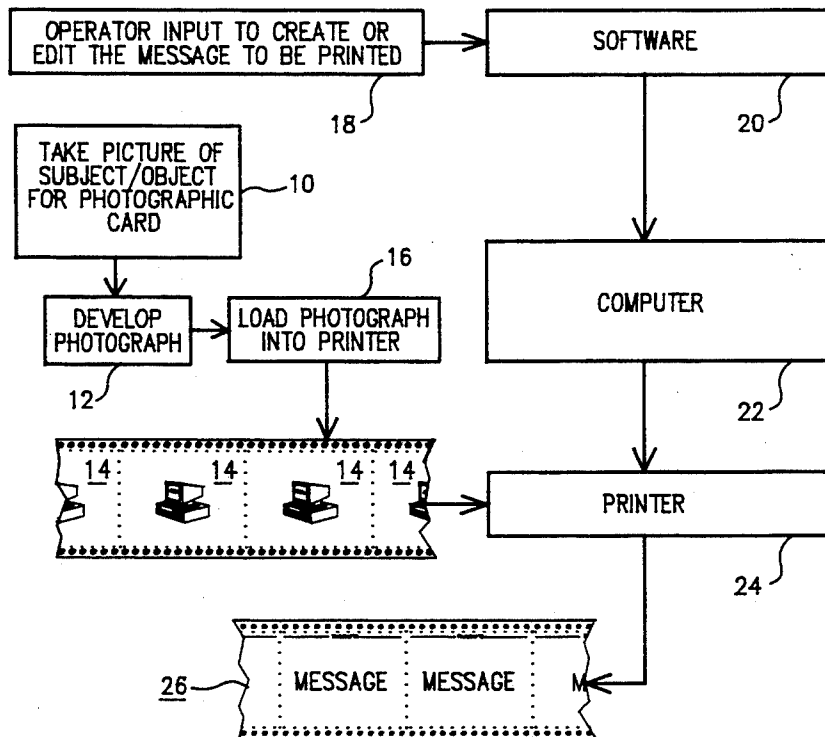 OPERATOR INPUT TO CREATE OR
EDIT THE MESSAGE TO BE PRINTED
18
SOFTWARE
20
TAKE PICTURE OF
SUBJECT/OBJECT
FOR PHOTOGRAPHIC
CARD
10
DEVELOP
PHOTOGRAPH
12
16
LOAD PHOTOGRAPH
INTO PRINTER
COMPUTER
22
14 14 14 14
PRINTER
24
26
MESSAGE MESSAGE M